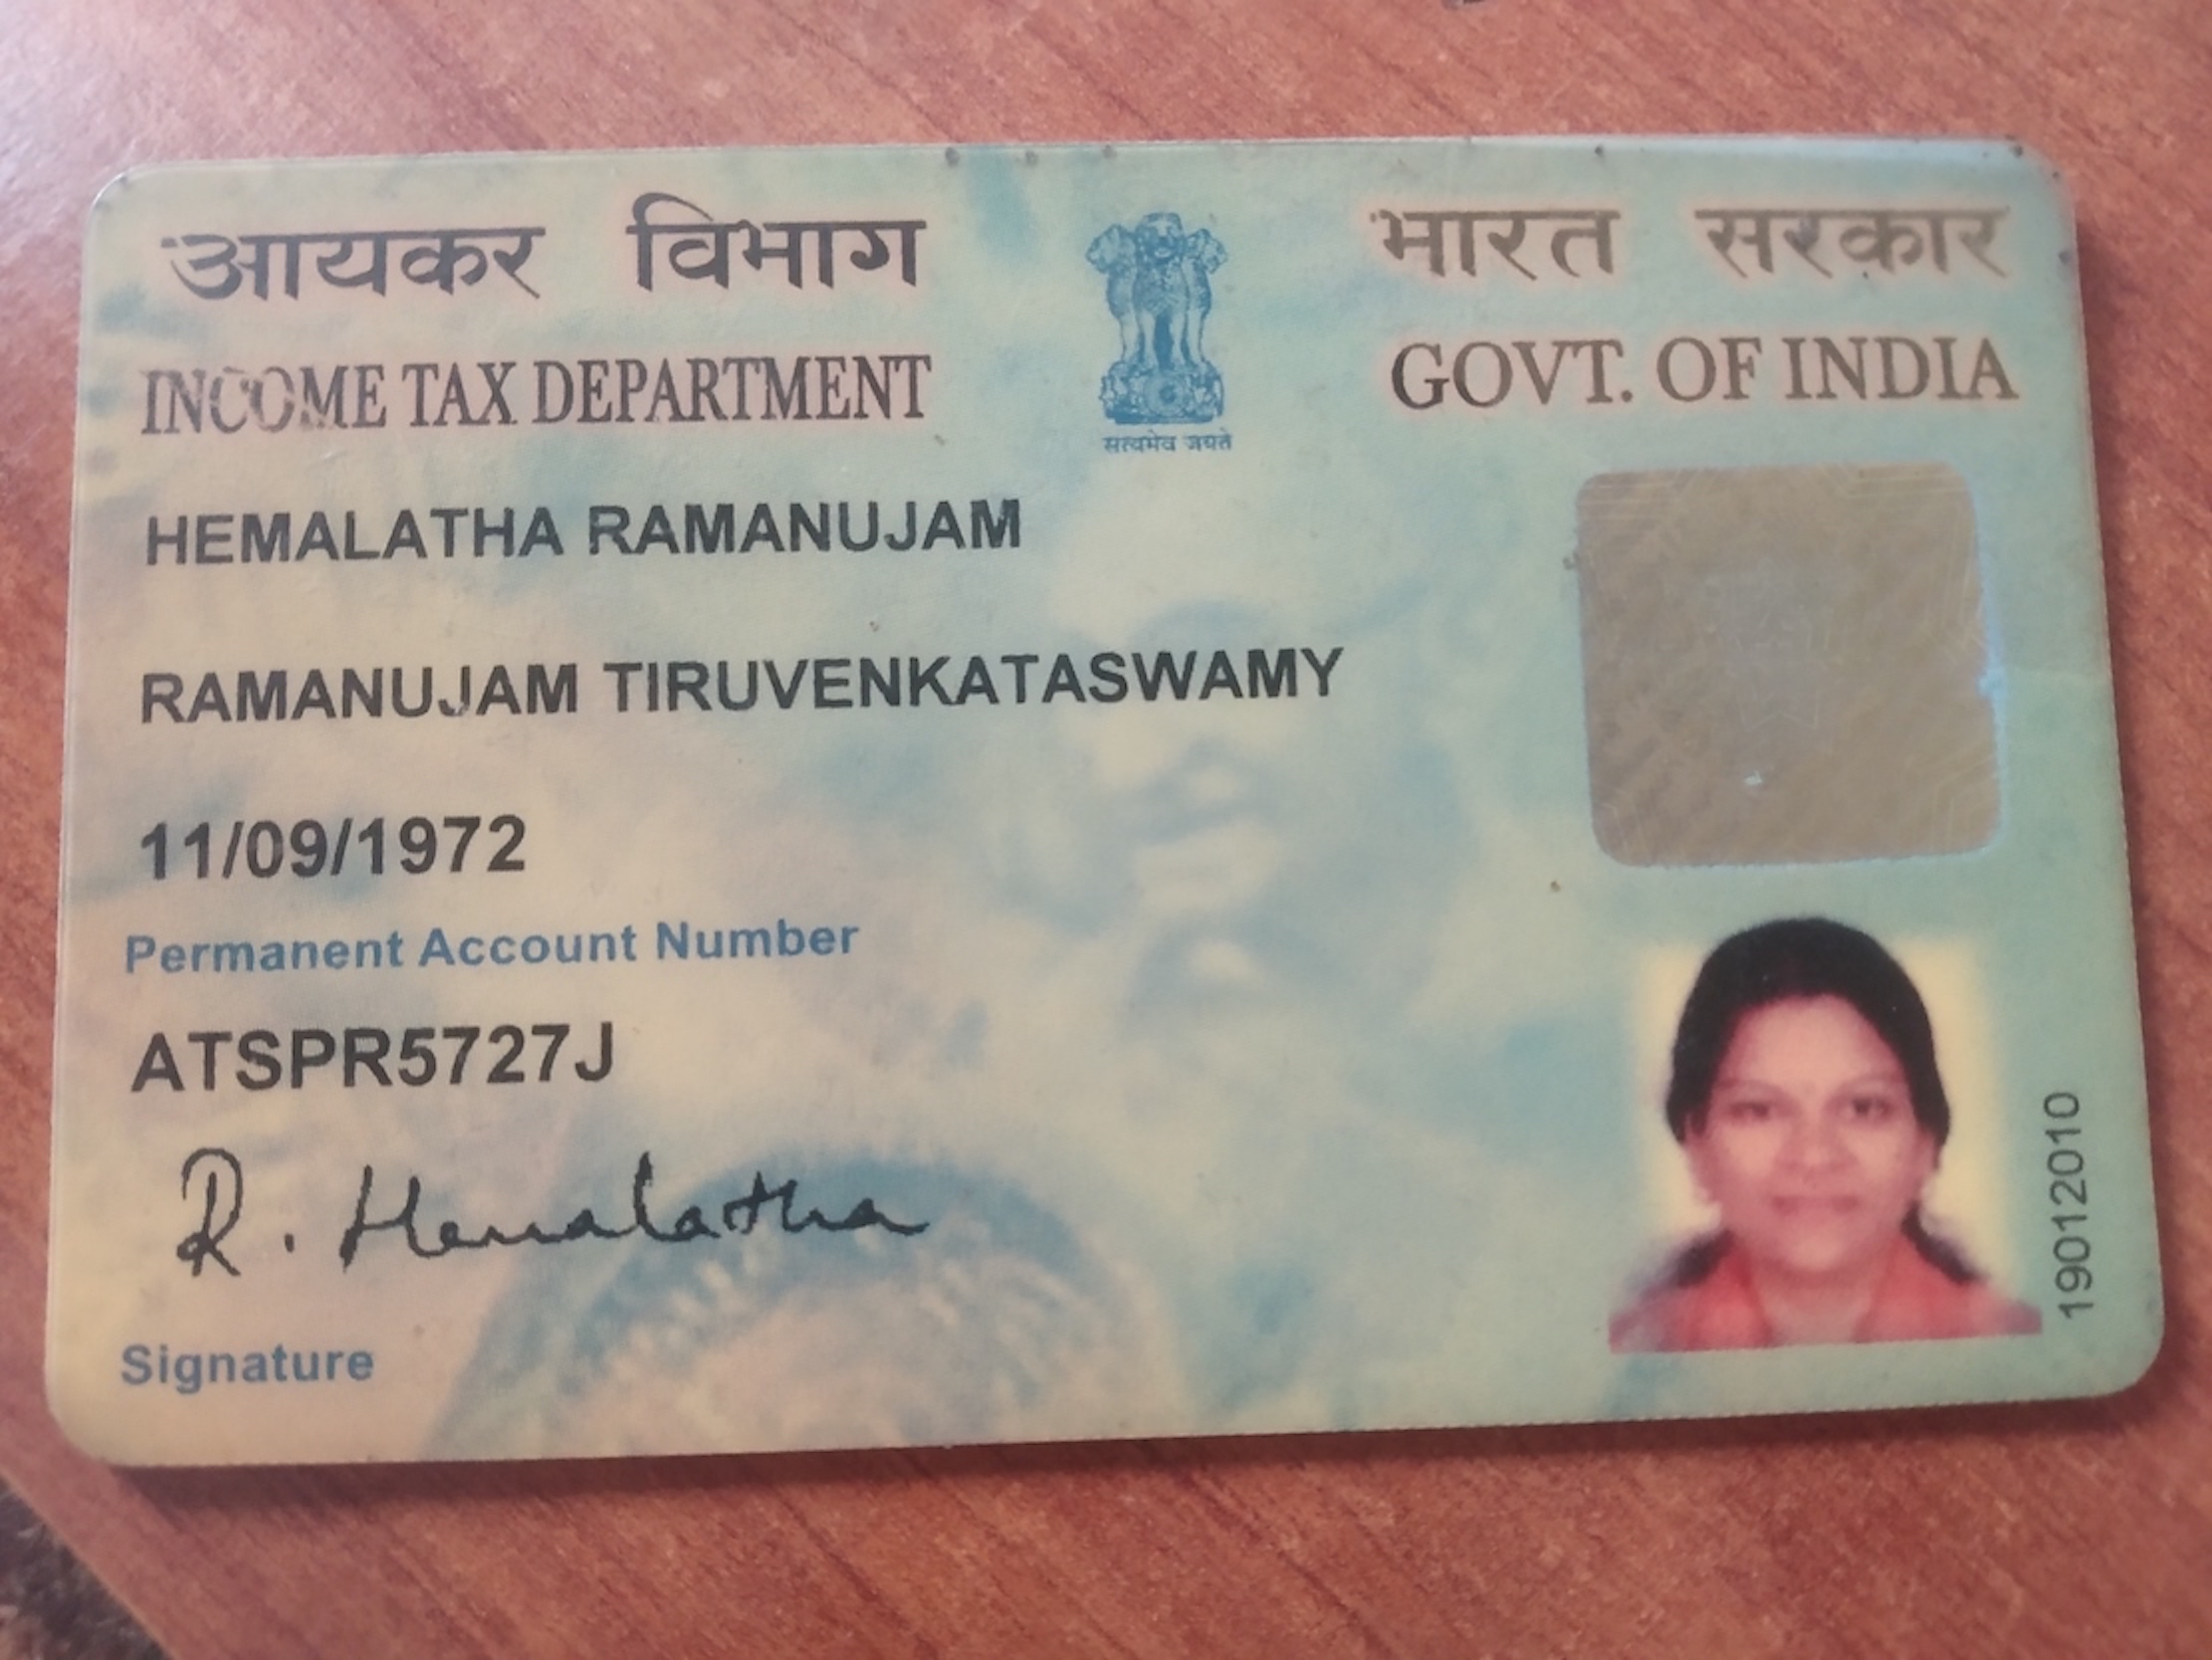 आयकर विभाग
भारत सरकार
INCOME TAX DEPARTMENT
GOVT. OF INDIA
सत्यमेव जयते
HEMALATHA RAMANUJAM
RAMANUJAM TIRUVENKATASWAMY
11/09/1972
Permanent Account Number
ATSPR5727J
R. Hemalatha
Signature
19012010